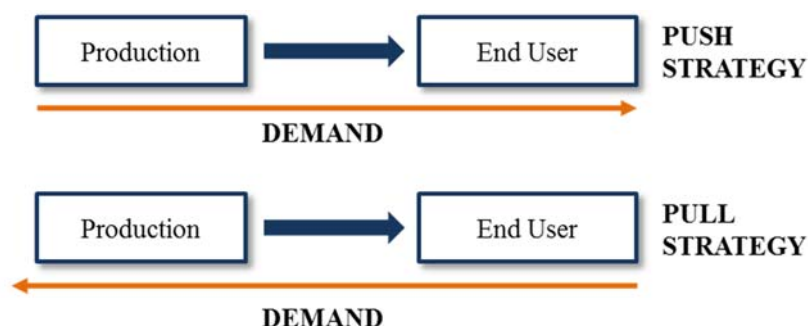 Production
End User
PUSH
STRATEGY
DEMAND
Production
End User
PULL
STRATEGY
DEMAND